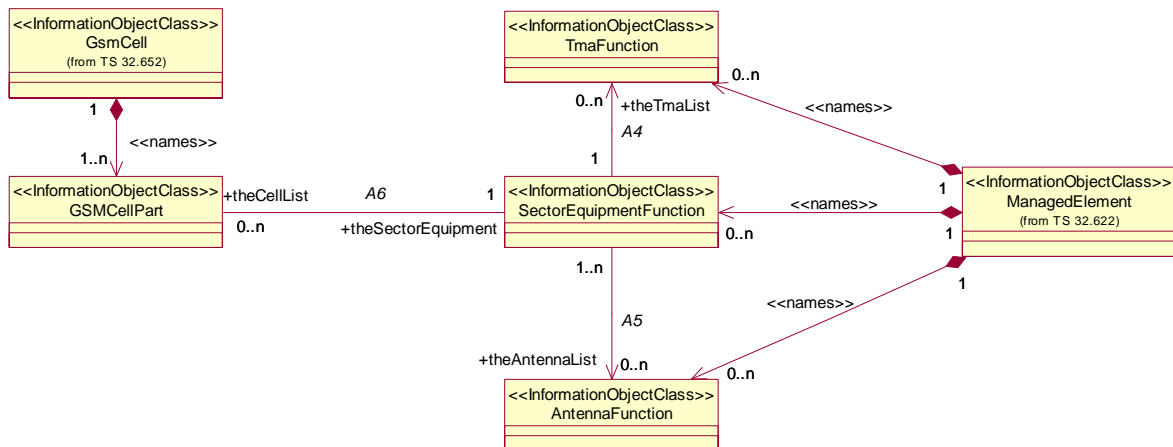 <<InformationObjectClass>>
GsmCell
(from TS 32.652)
1
<<names>>
1..n
<<InformationObjectClass>>
GSMCellPart
+theCellList
A6
1
0..n
+theSectorEquipment
<<InformationObjectClass>>
TmaFunction
0..n
+theTmaList
A4
1
0..n
<<names>>
1
<<InformationObjectClass>>
SectorEquipmentFunction
<<names>>
0..n
1
<<InformationObjectClass>>
ManagedElement
(from TS 32.622)
1..n
A5
+theAntennaList
0..n
<<names>>
1
0..n
<<InformationObjectClass>>
AntennaFunction